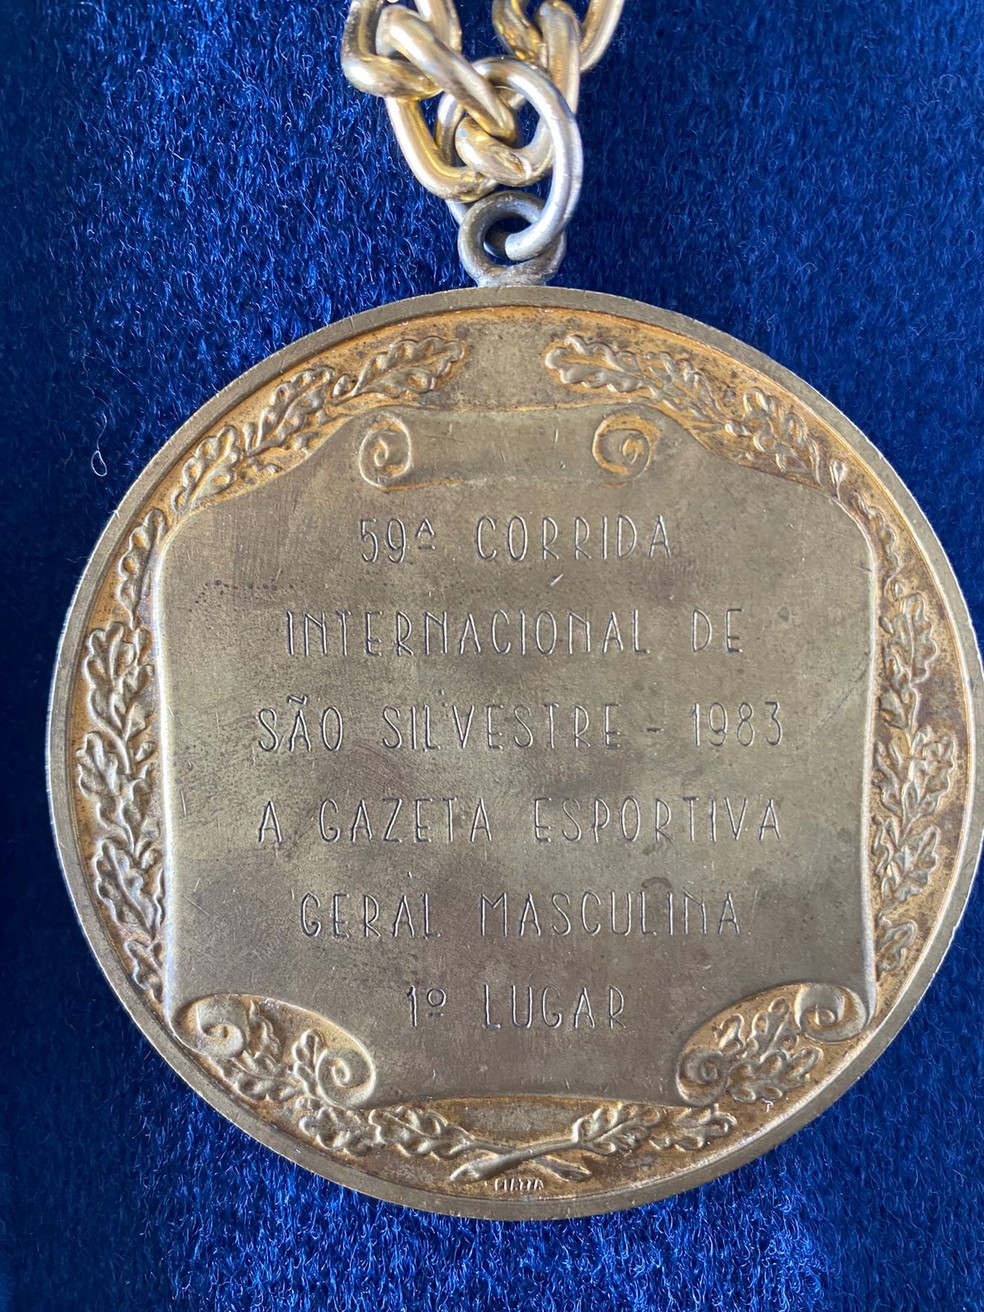 59ª CORRIDA
INTERNACIONAL DE
SÃO SILVESTRE - 1983
A GAZETA ESPORTIVA
GERAL MASCULINA
1º LUGAR